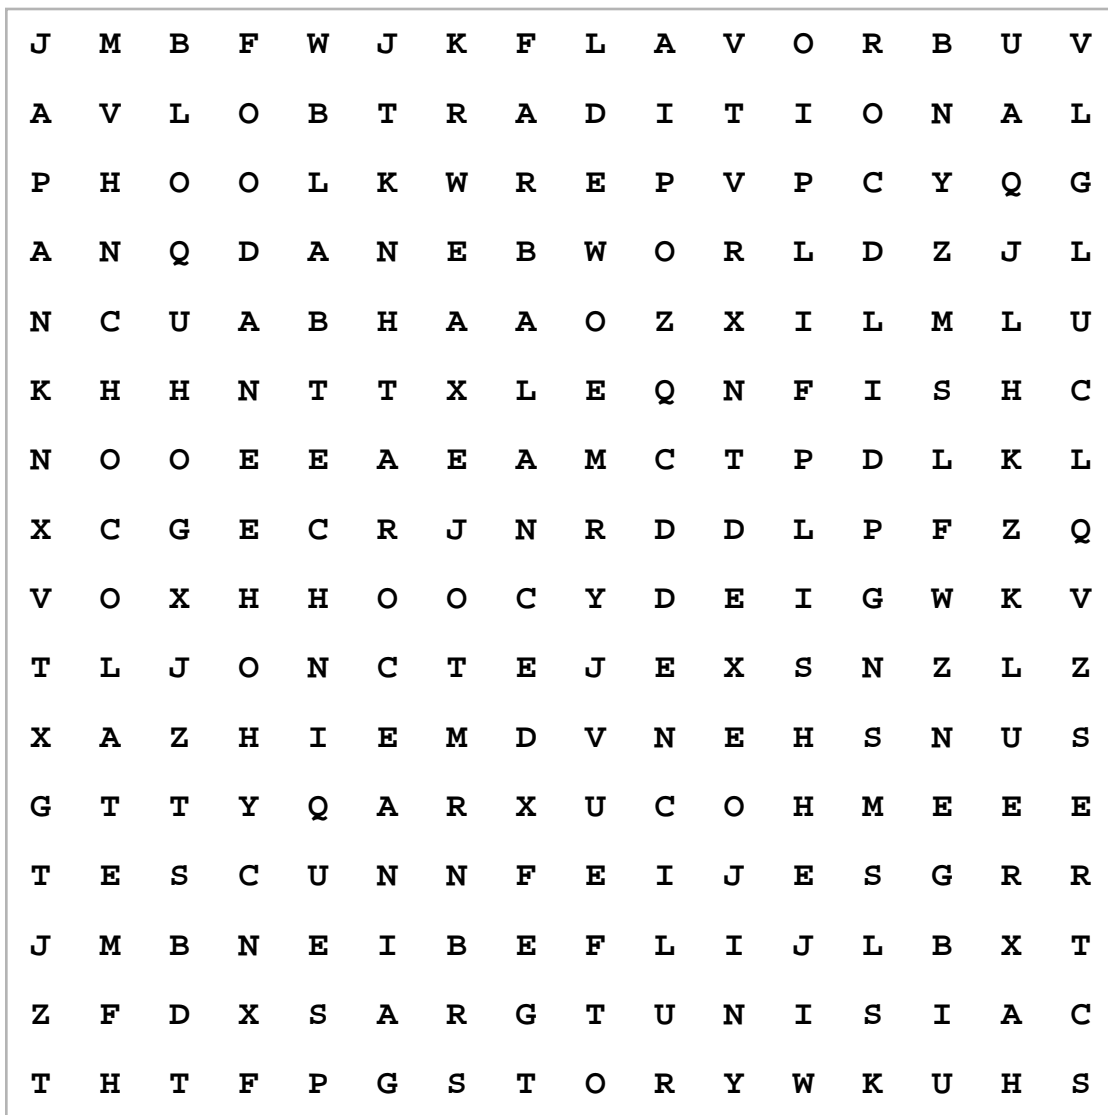 J M B F W J K F L A V O R B U V
A V L O B T R A D I T I O N A L
P H O O L K W R E P V P C Y Q G
A N Q D A N E B W O R L D Z J L
N C U A B H A A O Z X I L M L U
K H H N T T X L E Q N F I S H C
N O O E E A E A M C T P D L K L
X C G E C R J N R D D L P F Z Q
V O X H H O O C Y D E I G W K V
T L J O N C T E J E X S N Z L Z
X A Z H I E M D V N E H S N U S
G T T Y Q A R X U C O H M E E E
T E S C U N N F E I J E S G R R
J M B N E I B E F L I J L B X T
Z F D X S A R G T U N I S I A C
T H T F P G S T O R Y W K U H S